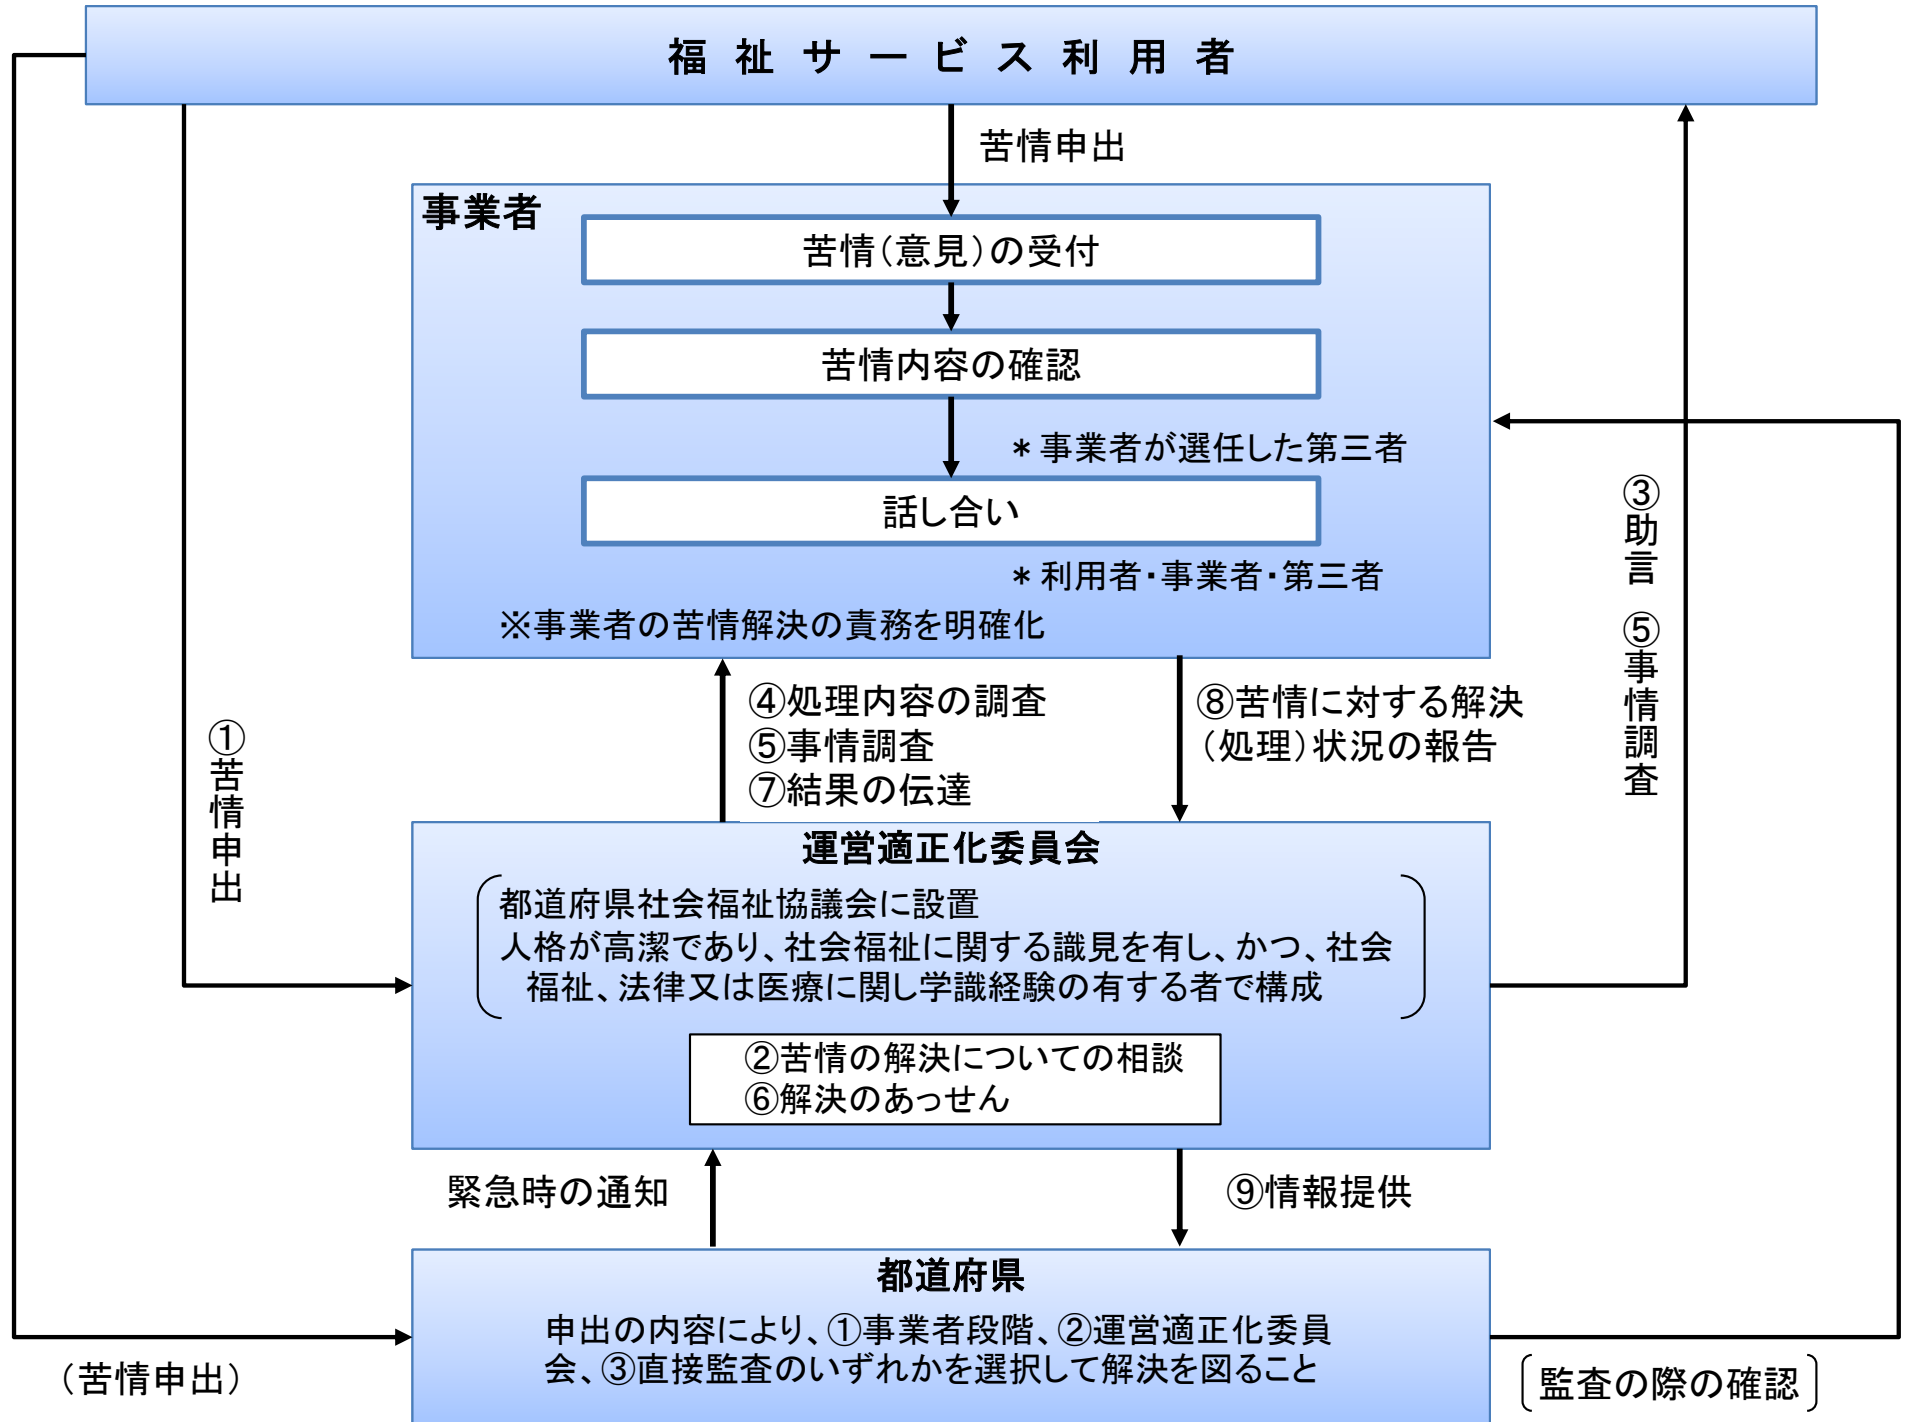 福祉サービス利用者
苦情申出
事業者
苦情(意見)の受付
苦情内容の確認
＊事業者が選任した第三者
話し合い
＊利用者・事業者・第三者
※事業者の苦情解決の責務を明確化
③助言 ⑤事情調査
①苦情申出
④処理内容の調査
⑤事情調査
⑦結果の伝達
⑧苦情に対する解決
(処理)状況の報告
運営適正化委員会
都道府県社会福祉協議会に設置
人格が高潔であり、社会福祉に関する識見を有し、かつ、社会
福祉、法律又は医療に関し学識経験の有する者で構成
②苦情の解決についての相談
⑥解決のあっせん
緊急時の通知
⑨情報提供
都道府県
申出の内容により、①事業者段階、②運営適正化委員
会、③直接監査のいずれかを選択して解決を図ること
(苦情申出)
〔監査の際の確認〕